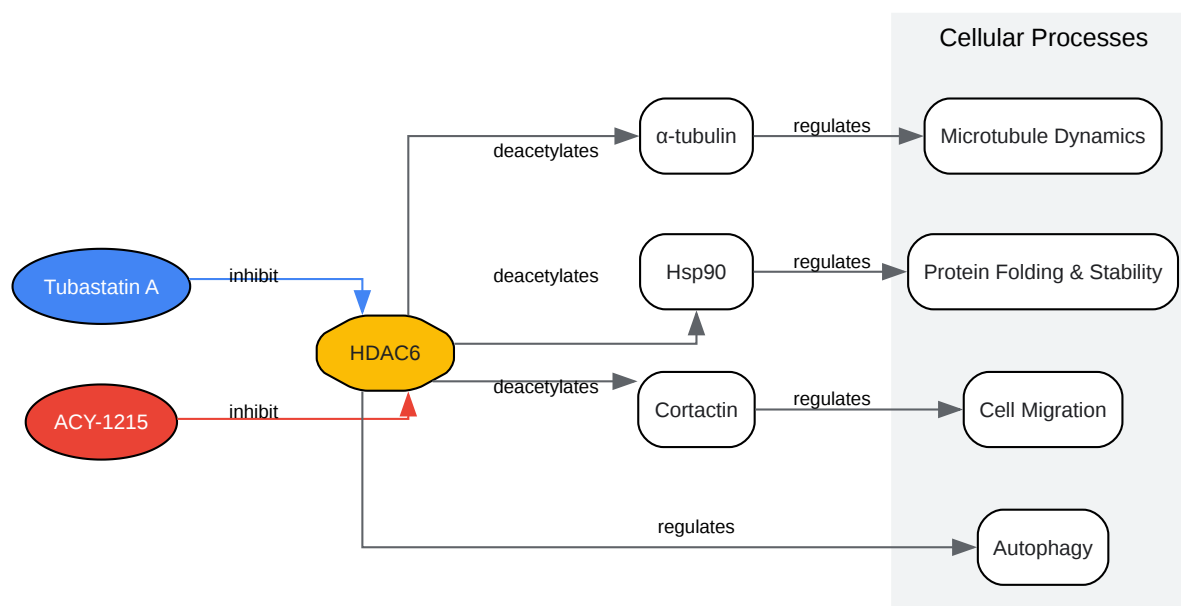 Cellular Processes
α-tubulin
regulates
Microtubule Dynamics
deacetylates
Tubastatin A
inhibit
deacetylates
Hsp90
regulates
Protein Folding & Stability
HDAC6
ACY-1215
inhibit
deacetylates
Cortactin
regulates
Cell Migration
regulates
Autophagy